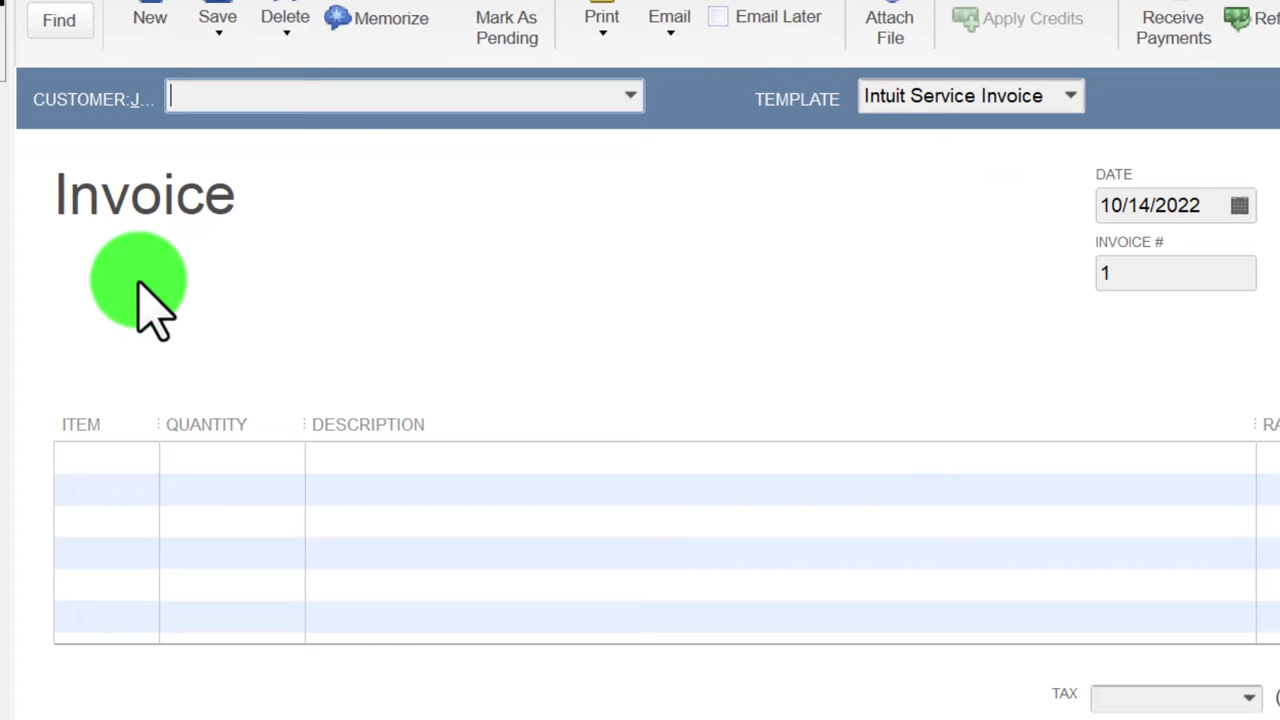 Find
New
Save
Delete
Memorize
Mark As
Pending
Print
Email
Email Later
Attach
File
Apply Credits
Receive
Payments
CUSTOMER:J...
TEMPLATE
Intuit Service Invoice
Invoice
DATE
10/14/2022
INVOICE #
1
ITEM
QUANTITY
DESCRIPTION
TAX